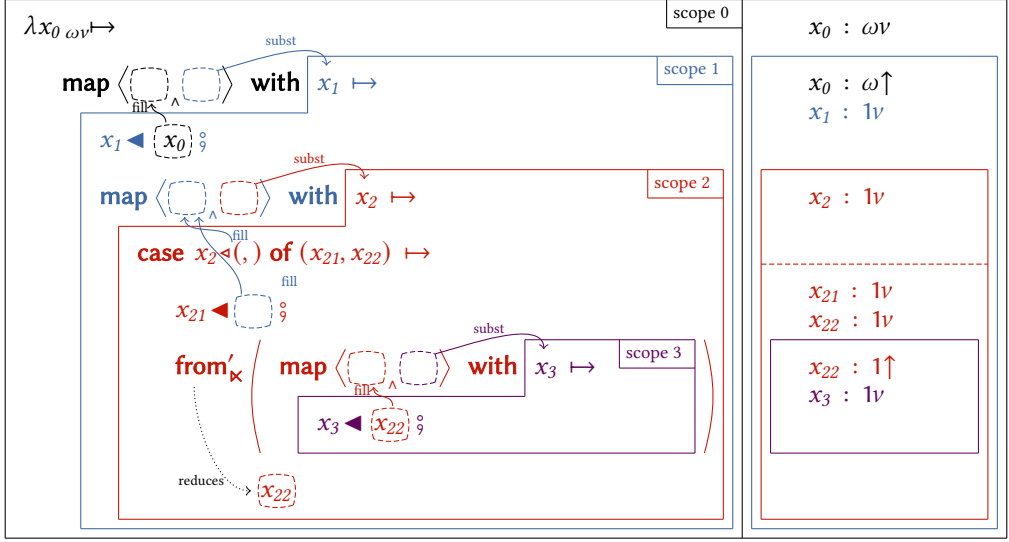 λx₀ ων↦
scope 0
x₀ : ων
subst
scope 1
map ⟨ ∧ ⟩ with x₁ ↦
x₀ : ω↑
fill
x₁ : 1ν
x₁ ◀ x₀ ⨟
subst
scope 2
map ⟨ ∧ ⟩ with x₂ ↦
x₂ : 1ν
fill
case x₂ ◃(,) of (x₂₁, x₂₂) ↦
fill
x₂₁ : 1ν
x₂₁ ◀ ⨟
x₂₂ : 1ν
subst
scope 3
from′⋉ ( map ⟨ ∧ ⟩ with x₃ ↦ )
x₂₂ : 1↑
fill
x₃ : 1ν
x₃ ◀ x₂₂ ⨟
reduces
x₂₂